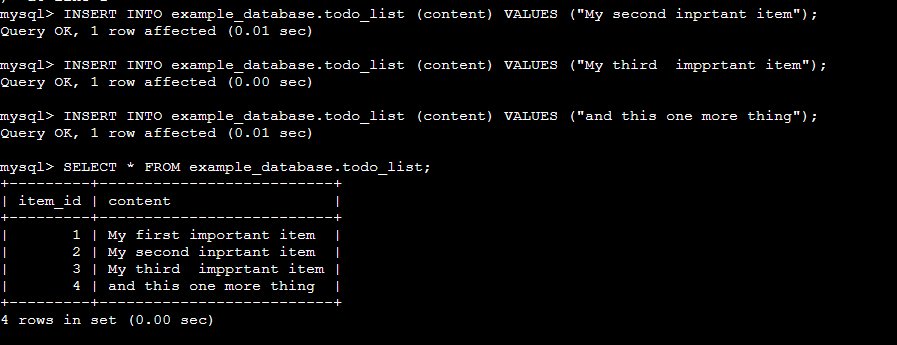 mysql> INSERT INTO example_database.todo_list (content) VALUES ("My second inprtant item");
Query OK, 1 row affected (0.01 sec)
mysql> INSERT INTO example_database.todo_list (content) VALUES ("My third  impprtant item");
Query OK, 1 row affected (0.00 sec)
mysql> INSERT INTO example_database.todo_list (content) VALUES ("and this one more thing");
Query OK, 1 row affected (0.01 sec)
mysql> SELECT * FROM example_database.todo_list;
+---------+--------------------------+
| item_id | content                  |
+---------+--------------------------+
|       1 | My first important item  |
|       2 | My second inprtant item  |
|       3 | My third  impprtant item |
|       4 | and this one more thing  |
+---------+--------------------------+
4 rows in set (0.00 sec)